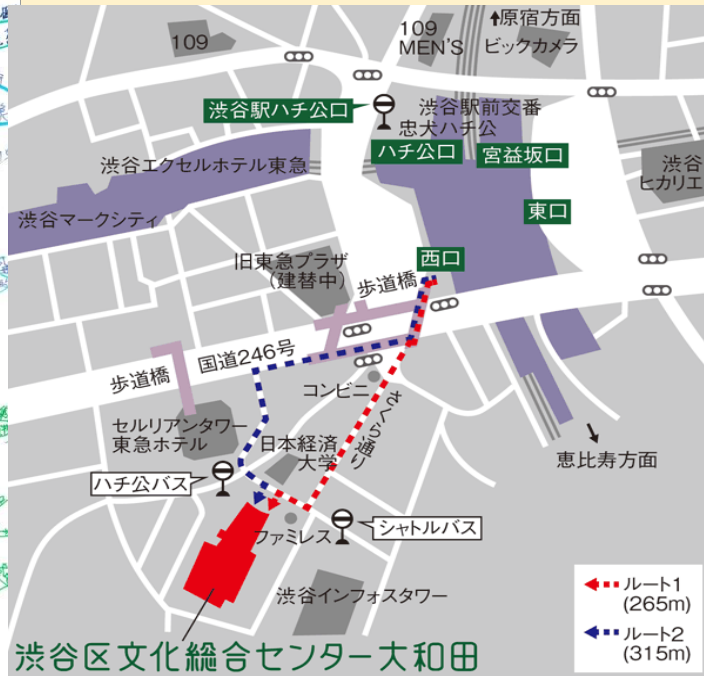 ↑原宿方面
109
109
MEN'S
ビックカメラ
渋谷駅ハチ公口
渋谷駅前交番
忠犬ハチ公
ハチ公口
宮益坂口
渋谷エクセルホテル東急
渋谷
ヒカリエ
渋谷マークシティ
東口
旧東急プラザ
(建替中)
西口
歩道橋
国道246号
歩道橋
コンビニ
さくら通り
セルリアンタワー
東急ホテル
日本経済
大学
恵比寿方面
ハチ公バス
ファミレス
シャトルバス
渋谷インフォスタワー
ルート1
(265m)
ルート2
(315m)
渋谷区文化総合センター大和田